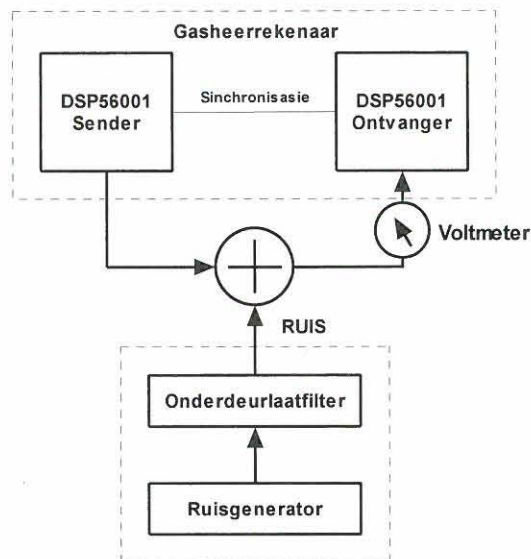 Gasheerrekenaar
DSP56001
Sender
Sinchronisasie
DSP56001
Ontvanger
Voltmeter
RUIS
Onderdeurlaatfilter
Ruisgenerator